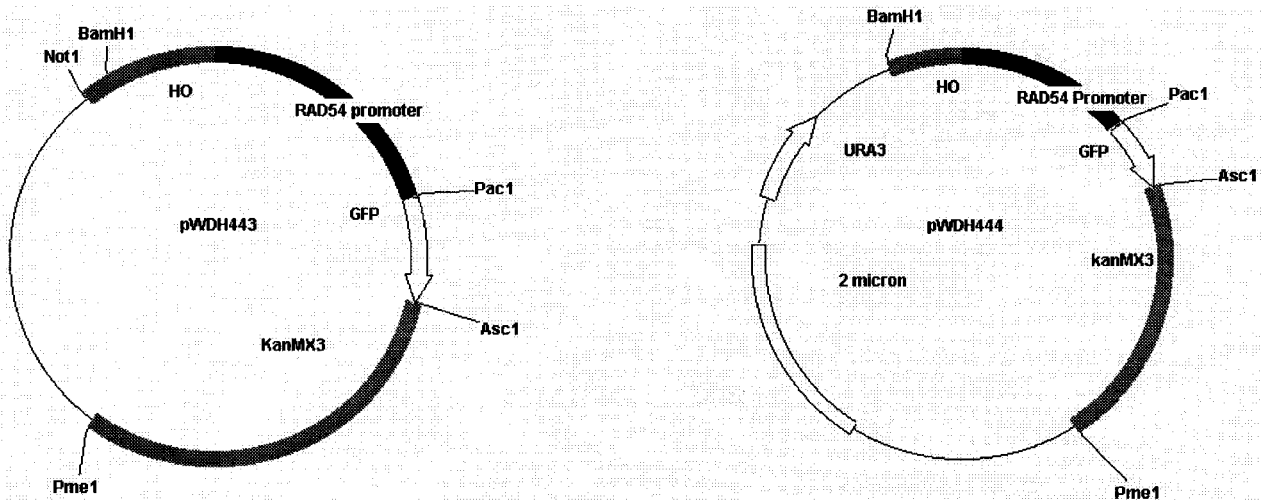 BamH1
Not1
HO
RAD54 promoter
Pac1
GFP
pWDH443
Asc1
KanMX3
Pme1
BamH1
HO
RAD54 Promoter
Pac1
GFP
URA3
Asc1
pWDH444
kanMX3
2 micron
Pme1